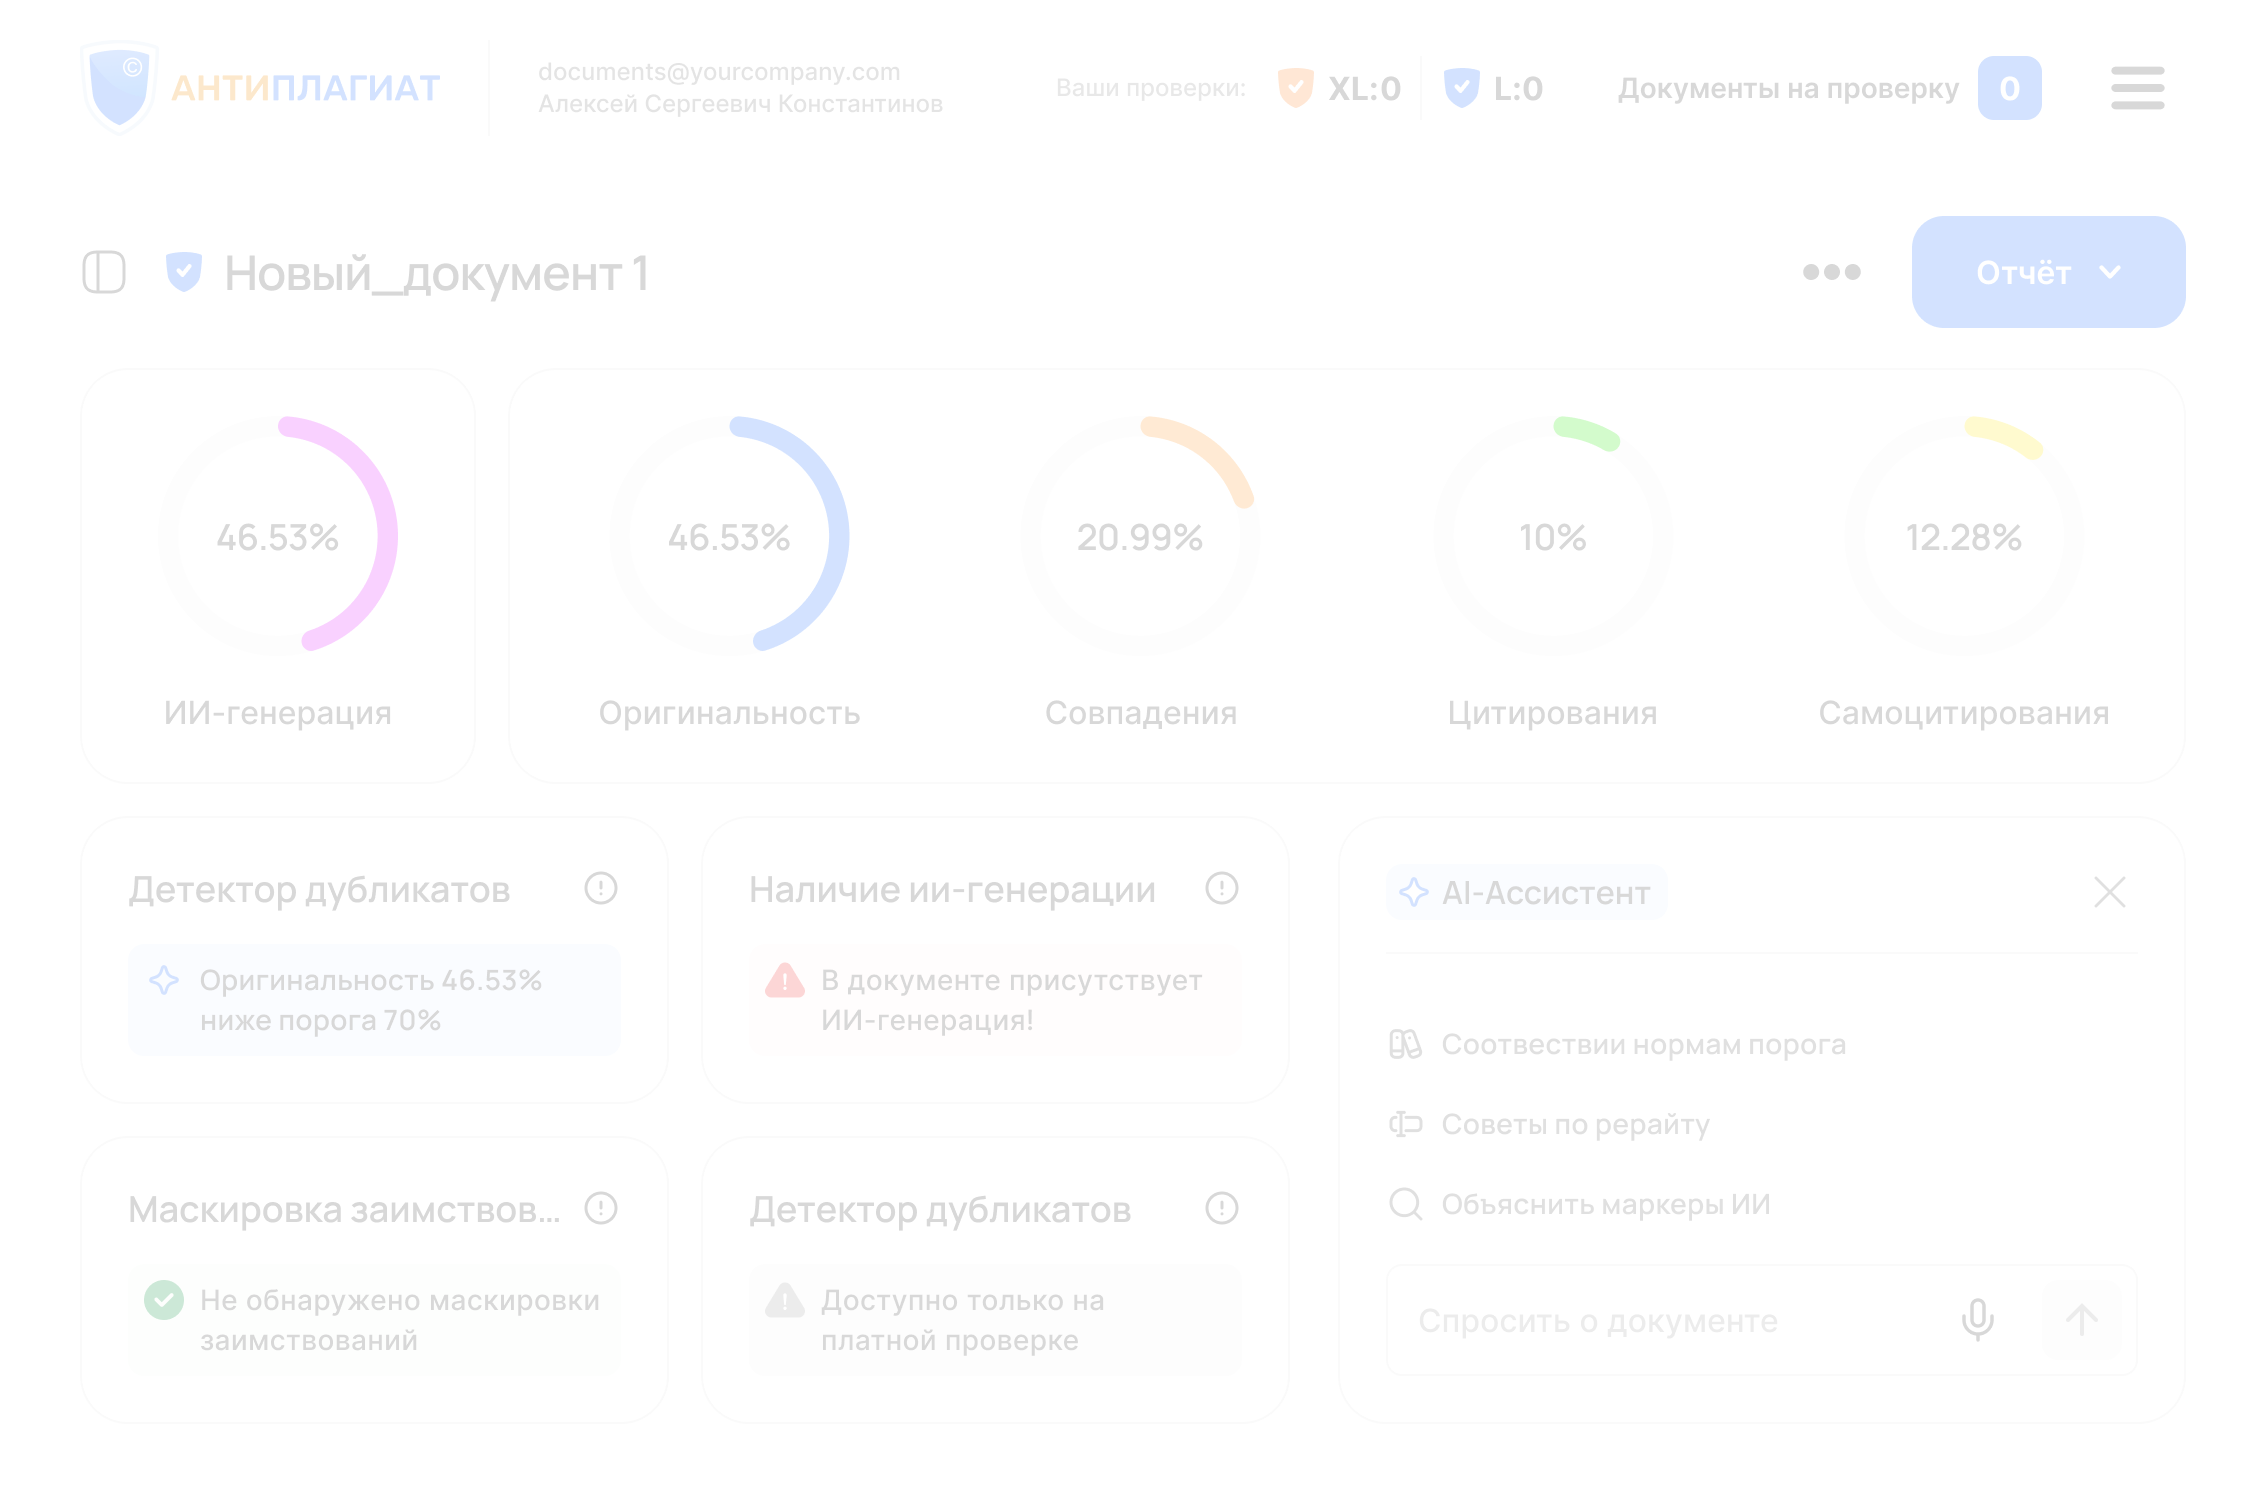 ©
АНТИПЛАГИАТ
documents@yourcompany.com
Алексей Сергеевич Константинов
Ваши проверки:
XL:0
L:0
Документы на проверку
0
Новый_документ 1
Отчёт
46.53%
46.53%
20.99%
10%
12.28%
ИИ-генерация
Оригинальность
Совпадения
Цитирования
Самоцитирования
Детектор дубликатов
Оригинальность 46.53%
ниже порога 70%
Наличие ии-генерации
В документе присутствует
ИИ-генерация!
Маскировка заимствов...
Не обнаружено маскировки
заимствований
Детектор дубликатов
Доступно только на
платной проверке
AI-Ассистент
Соотвествии нормам порога
Советы по рерайту
Объяснить маркеры ИИ
Спросить о документе